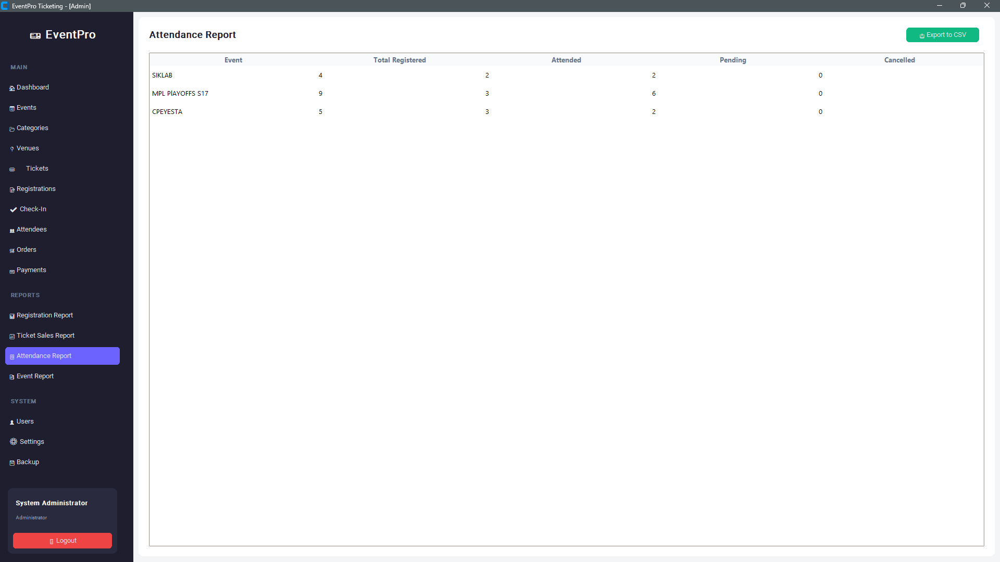 EventPro Ticketing - [Admin]
EventPro
MAIN
Dashboard
Events
Categories
Venues
Tickets
Registrations
Check-In
Attendees
Orders
Payments
REPORTS
Registration Report
Ticket Sales Report
Attendance Report
Event Report
SYSTEM
Users
Settings
Backup
System Administrator
Administrator
Logout
Attendance Report
Export to CSV
Event Total Registered Attended Pending Cancelled
SIKLAB 4 2 2 0
MPL PlAYOFFS S17 9 3 6 0
CPEYESTA 5 3 2 0